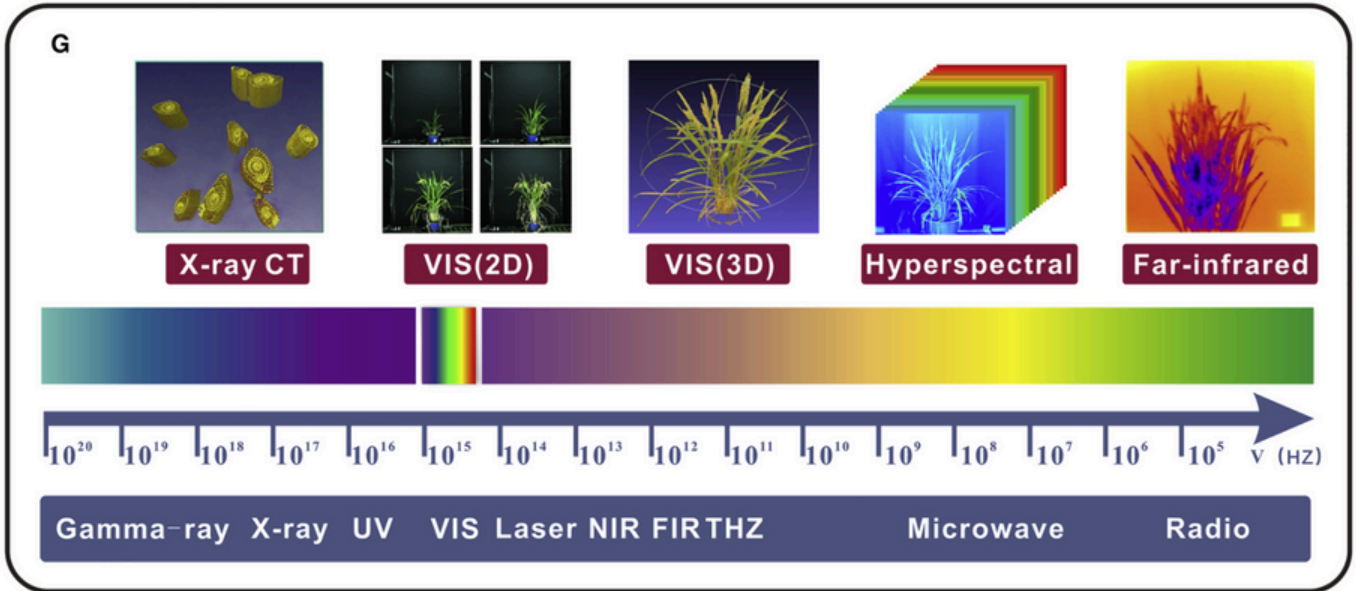 G
X-ray CT VIS(2D) VIS(3D) Hyperspectral Far-infrared
10²⁰ 10¹⁹ 10¹⁸ 10¹⁷ 10¹⁶ 10¹⁵ 10¹⁴ 10¹³ 10¹² 10¹¹ 10¹⁰ 10⁹ 10⁸ 10⁷ 10⁶ 10⁵ V (HZ)
Gamma-ray X-ray UV VIS Laser NIR FIR THZ Microwave Radio